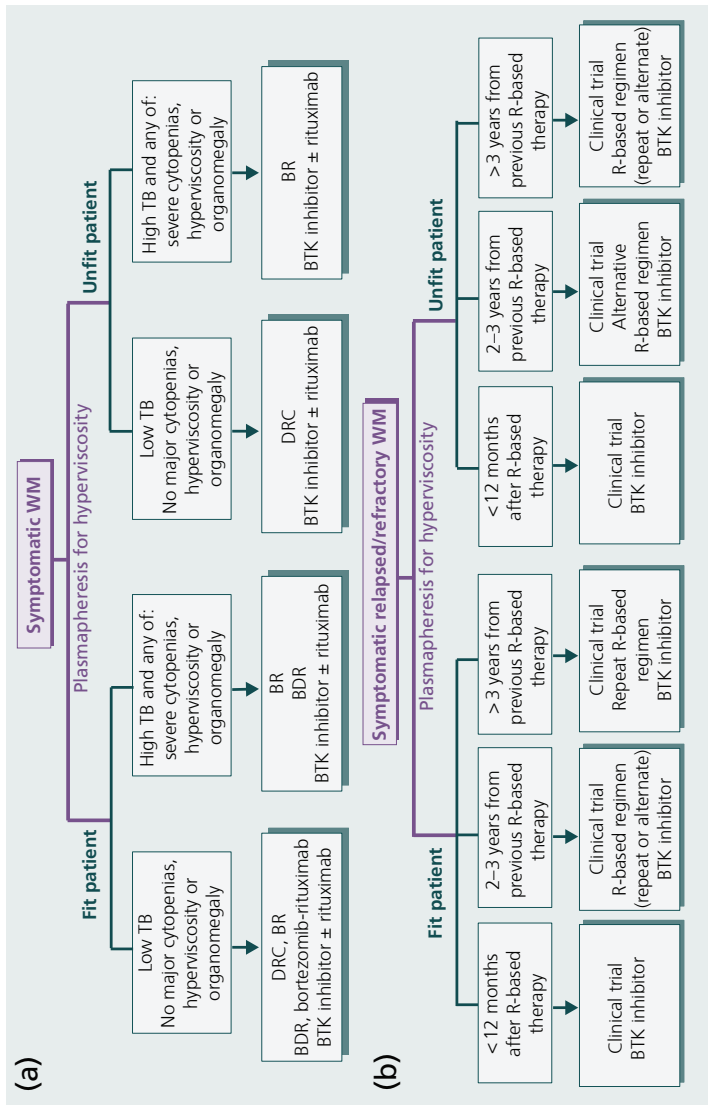 (a)
Symptomatic WM
Plasmapheresis for hyperviscosity
Fit patient
Unfit patient
Low TB
No major cytopenias,
hyperviscosity or
organomegaly
High TB and any of:
severe cytopenias,
hyperviscosity or
organomegaly
Low TB
No major cytopenias,
hyperviscosity or
organomegaly
High TB and any of:
severe cytopenias,
hyperviscosity or
organomegaly
DRC, BR
BDR, bortezomib-rituximab
BTK inhibitor ± rituximab
BR
BDR
BTK inhibitor ± rituximab
DRC
BTK inhibitor ± rituximab
BR
BTK inhibitor ± rituximab
(b)
Symptomatic relapsed/refractory WM
Plasmapheresis for hyperviscosity
Fit patient
Unfit patient
<12 months
after R-based
therapy
2–3 years from
previous R-based
therapy
>3 years from
previous R-based
therapy
<12 months
after R-based
therapy
2–3 years from
previous R-based
therapy
>3 years from
previous R-based
therapy
Clinical trial
BTK inhibitor
Clinical trial
R-based regimen
(repeat or alternate)
BTK inhibitor
Clinical trial
Repeat R-based
regimen
BTK inhibitor
Clinical trial
BTK inhibitor
Clinical trial
Alternative
R-based regimen
BTK inhibitor
Clinical trial
R-based regimen
(repeat or alternate)
BTK inhibitor